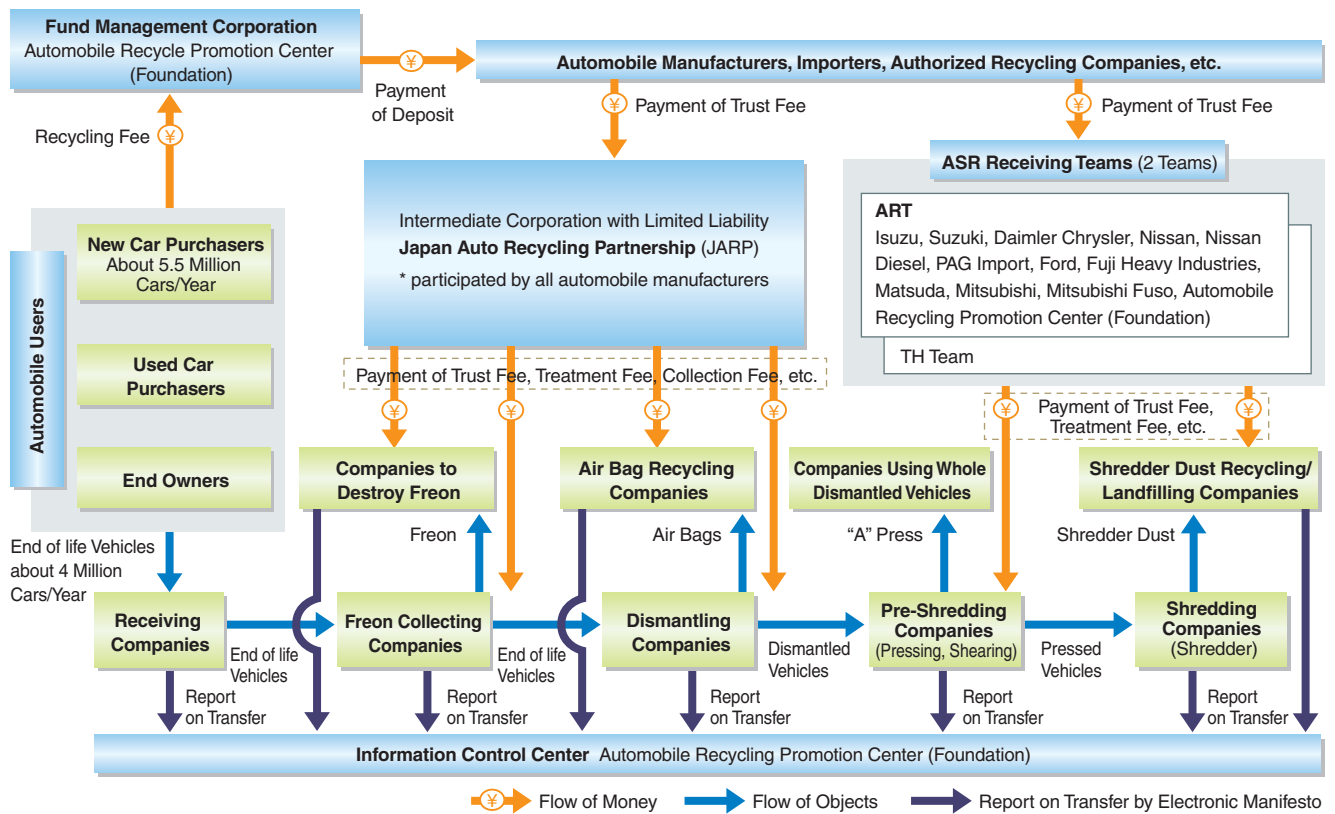 Fund Management Corporation
Automobile Recycle Promotion Center
(Foundation)
¥
Payment
of Deposit
Automobile Manufacturers, Importers, Authorized Recycling Companies, etc.
¥
Payment of Trust Fee
¥
Payment of Trust Fee
Recycling Fee
¥
ASR Receiving Teams (2 Teams)
ART
Isuzu, Suzuki, Daimler Chrysler, Nissan, Nissan
Diesel, PAG Import, Ford, Fuji Heavy Industries,
Matsuda, Mitsubishi, Mitsubishi Fuso, Automobile
Recycling Promotion Center (Foundation)
TH Team
Intermediate Corporation with Limited Liability
Japan Auto Recycling Partnership (JARP)
* participated by all automobile manufacturers
Automobile Users
New Car Purchasers
About 5.5 Million
Cars/Year
Used Car
Purchasers
End Owners
Payment of Trust Fee, Treatment Fee, Collection Fee, etc.
¥
¥
¥
¥
¥
Payment of Trust Fee,
Treatment Fee, etc.
¥
Companies to
Destroy Freon
Air Bag Recycling
Companies
Companies Using Whole
Dismantled Vehicles
Shredder Dust Recycling/
Landfilling Companies
End of life Vehicles
about 4 Million
Cars/Year
Freon
Air Bags
“A” Press
Shredder Dust
Receiving
Companies
End of life
Vehicles
Freon Collecting
Companies
End of life
Vehicles
Dismantling
Companies
Dismantled
Vehicles
Pre-Shredding
Companies
(Pressing, Shearing)
Pressed
Vehicles
Shredding
Companies
(Shredder)
Report
on Transfer
Report
on Transfer
Report
on Transfer
Report
on Transfer
Report
on Transfer
Information Control Center Automobile Recycling Promotion Center (Foundation)
¥ Flow of Money
Flow of Objects
Report on Transfer by Electronic Manifesto